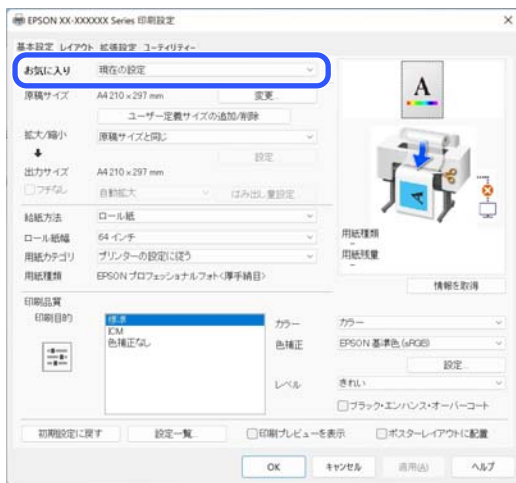 EPSON XX-XXXXXX Series 印刷設定
基本設定 レイアウト 拡張設定 ユーティリティー
お気に入り 現在の設定
原稿サイズ A4 210 x 297 mm 変更...
ユーザー定義サイズの追加/削除
拡大/縮小 原稿サイズと同じ
設定...
出力サイズ A4 210 x 297 mm
フチなし 自動拡大 はみ出し量設定...
給紙方法 ロール紙
ロール紙幅 64 インチ
用紙カテゴリ プリンターの設定に従う
用紙種類 EPSON プロフェッショナルフォト<厚手絹目>
A
A
用紙種類
-
用紙残量
-
情報を取得
印刷品質
印刷目的 標準
ICM
色補正なし
カラー カラー
色補正 EPSON 基準色 (sRGB)
設定...
レベル きれい
ブラック・エンハンス・オーバーコート
初期設定に戻す 設定一覧... 印刷プレビューを表示 ポスターレイアウトに配置
OK キャンセル 適用(A) ヘルプ